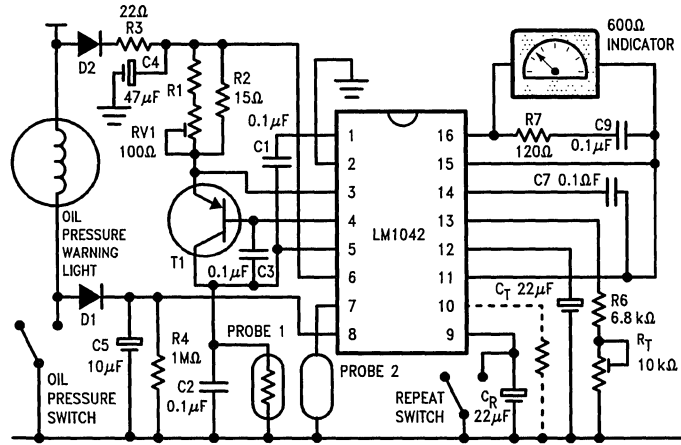 22Ω
R3
D2
C4
47µF
R1
R2
15Ω
RV1
100Ω
0.1µF
C1
600Ω
INDICATOR
R7
120Ω
C9
0.1µF
C7 0.1ΩF
1
2
3
4
5
6
7
8
LM1042
16
15
14
13
12
11
10
9
OIL
PRESSURE
WARNING
LIGHT
T1
0.1µF
C3
D1
C5
10µF
R4
1MΩ
C2
0.1µF
PROBE 1
PROBE 2
OIL
PRESSURE
SWITCH
REPEAT
SWITCH
CT 22µF
CR
22µF
R6
6.8 kΩ
RT
10 kΩ